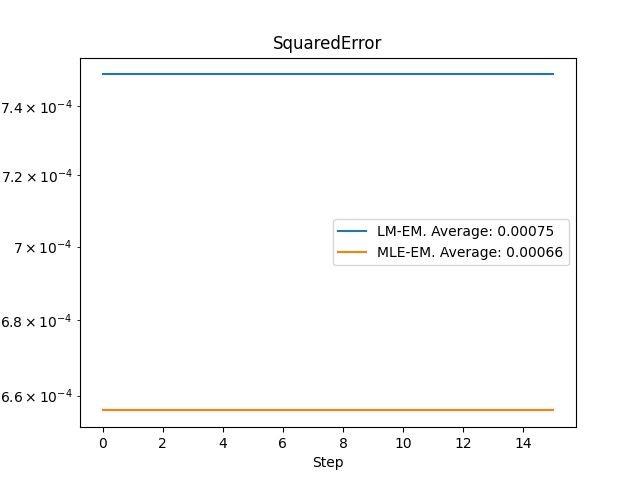 SquaredError
7.4 × 10⁻⁴
7.2 × 10⁻⁴
7 × 10⁻⁴
6.8 × 10⁻⁴
6.6 × 10⁻⁴
LM-EM. Average: 0.00075
MLE-EM. Average: 0.00066
0 2 4 6 8 10 12 14
Step